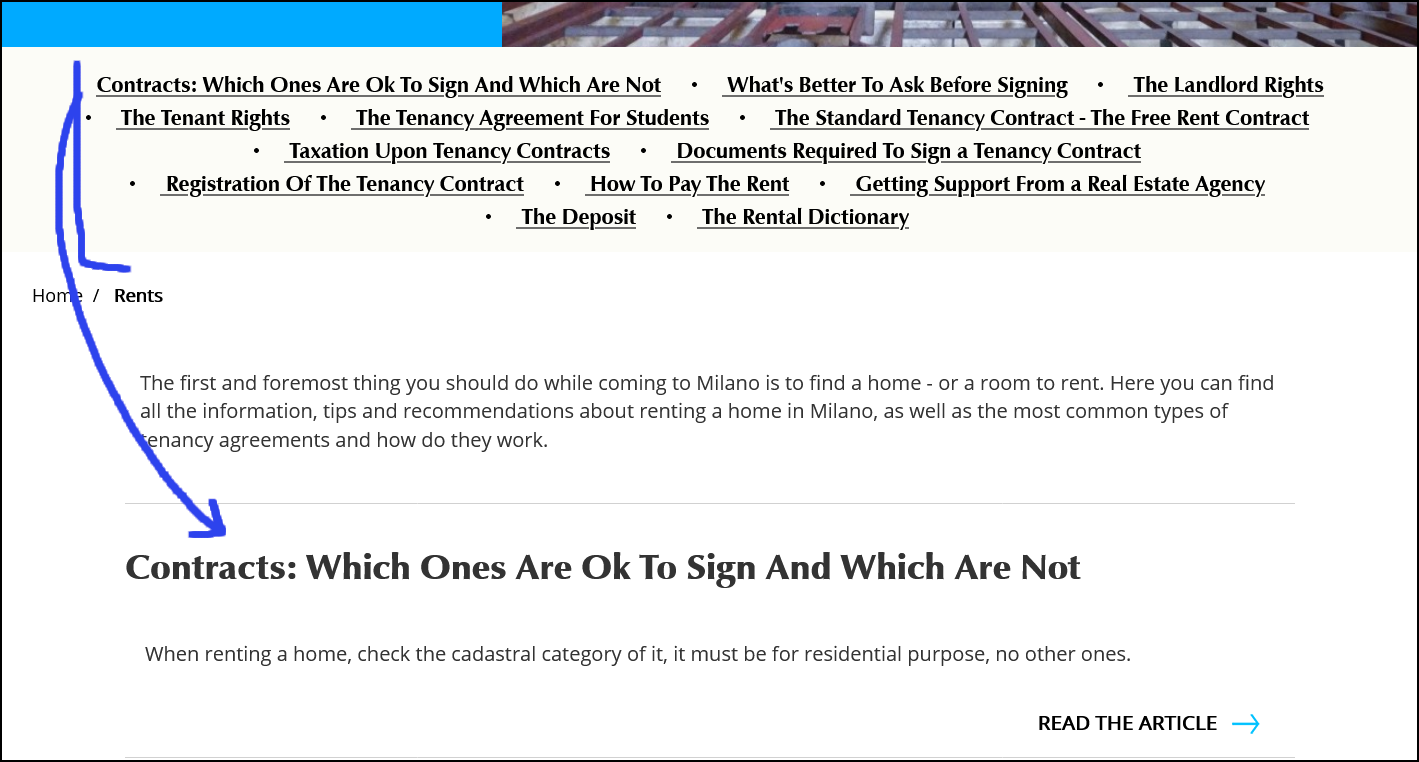 Contracts: Which Ones Are Ok To Sign And Which Are Not • What's Better To Ask Before Signing • The Landlord Rights
• The Tenant Rights • The Tenancy Agreement For Students • The Standard Tenancy Contract - The Free Rent Contract
• Taxation Upon Tenancy Contracts • Documents Required To Sign a Tenancy Contract
• Registration Of The Tenancy Contract • How To Pay The Rent • Getting Support From a Real Estate Agency
• The Deposit • The Rental Dictionary
Home / Rents
The first and foremost thing you should do while coming to Milano is to find a home - or a room to rent. Here you can find
all the information, tips and recommendations about renting a home in Milano, as well as the most common types of
tenancy agreements and how do they work.
Contracts: Which Ones Are Ok To Sign And Which Are Not
When renting a home, check the cadastral category of it, it must be for residential purpose, no other ones.
READ THE ARTICLE